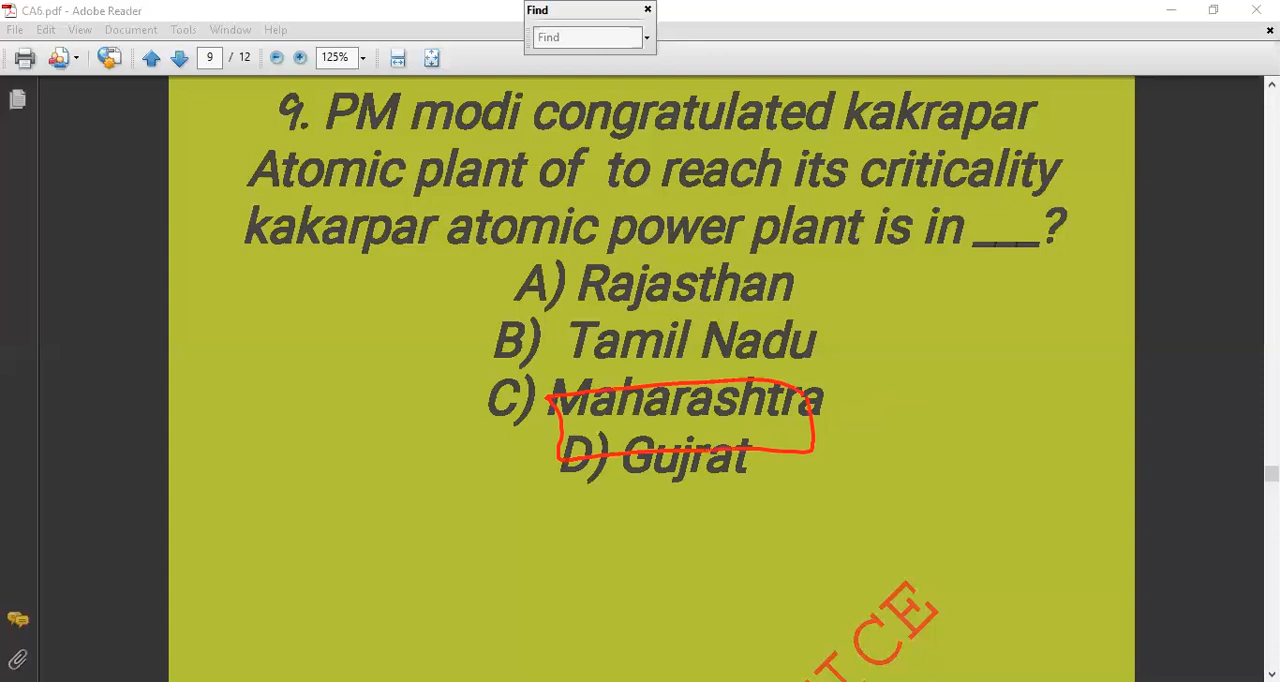 CA6.pdf - Adobe Reader
Find
File Edit View Document Tools Window Help
Find
9 / 12 125%
9. PM modi congratulated kakrapar
Atomic plant of to reach its criticality
kakarpar atomic power plant is in ___?
A) Rajasthan
B) Tamil Nadu
C) Maharashtra
D) Gujrat